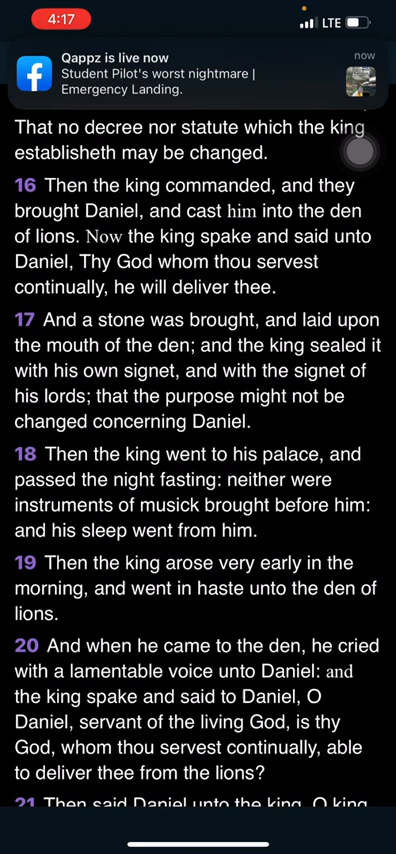 4:17
LTE
Qappz is live now
now
Student Pilot's worst nightmare |
Emergency Landing.
That no decree nor statute which the king
establisheth may be changed.
16 Then the king commanded, and they
brought Daniel, and cast him into the den
of lions. Now the king spake and said unto
Daniel, Thy God whom thou servest
continually, he will deliver thee.
17 And a stone was brought, and laid upon
the mouth of the den; and the king sealed it
with his own signet, and with the signet of
his lords; that the purpose might not be
changed concerning Daniel.
18 Then the king went to his palace, and
passed the night fasting: neither were
instruments of musick brought before him:
and his sleep went from him.
19 Then the king arose very early in the
morning, and went in haste unto the den of
lions.
20 And when he came to the den, he cried
with a lamentable voice unto Daniel: and
the king spake and said to Daniel, O
Daniel, servant of the living God, is thy
God, whom thou servest continually, able
to deliver thee from the lions?
21 Then said Daniel unto the king, O king,